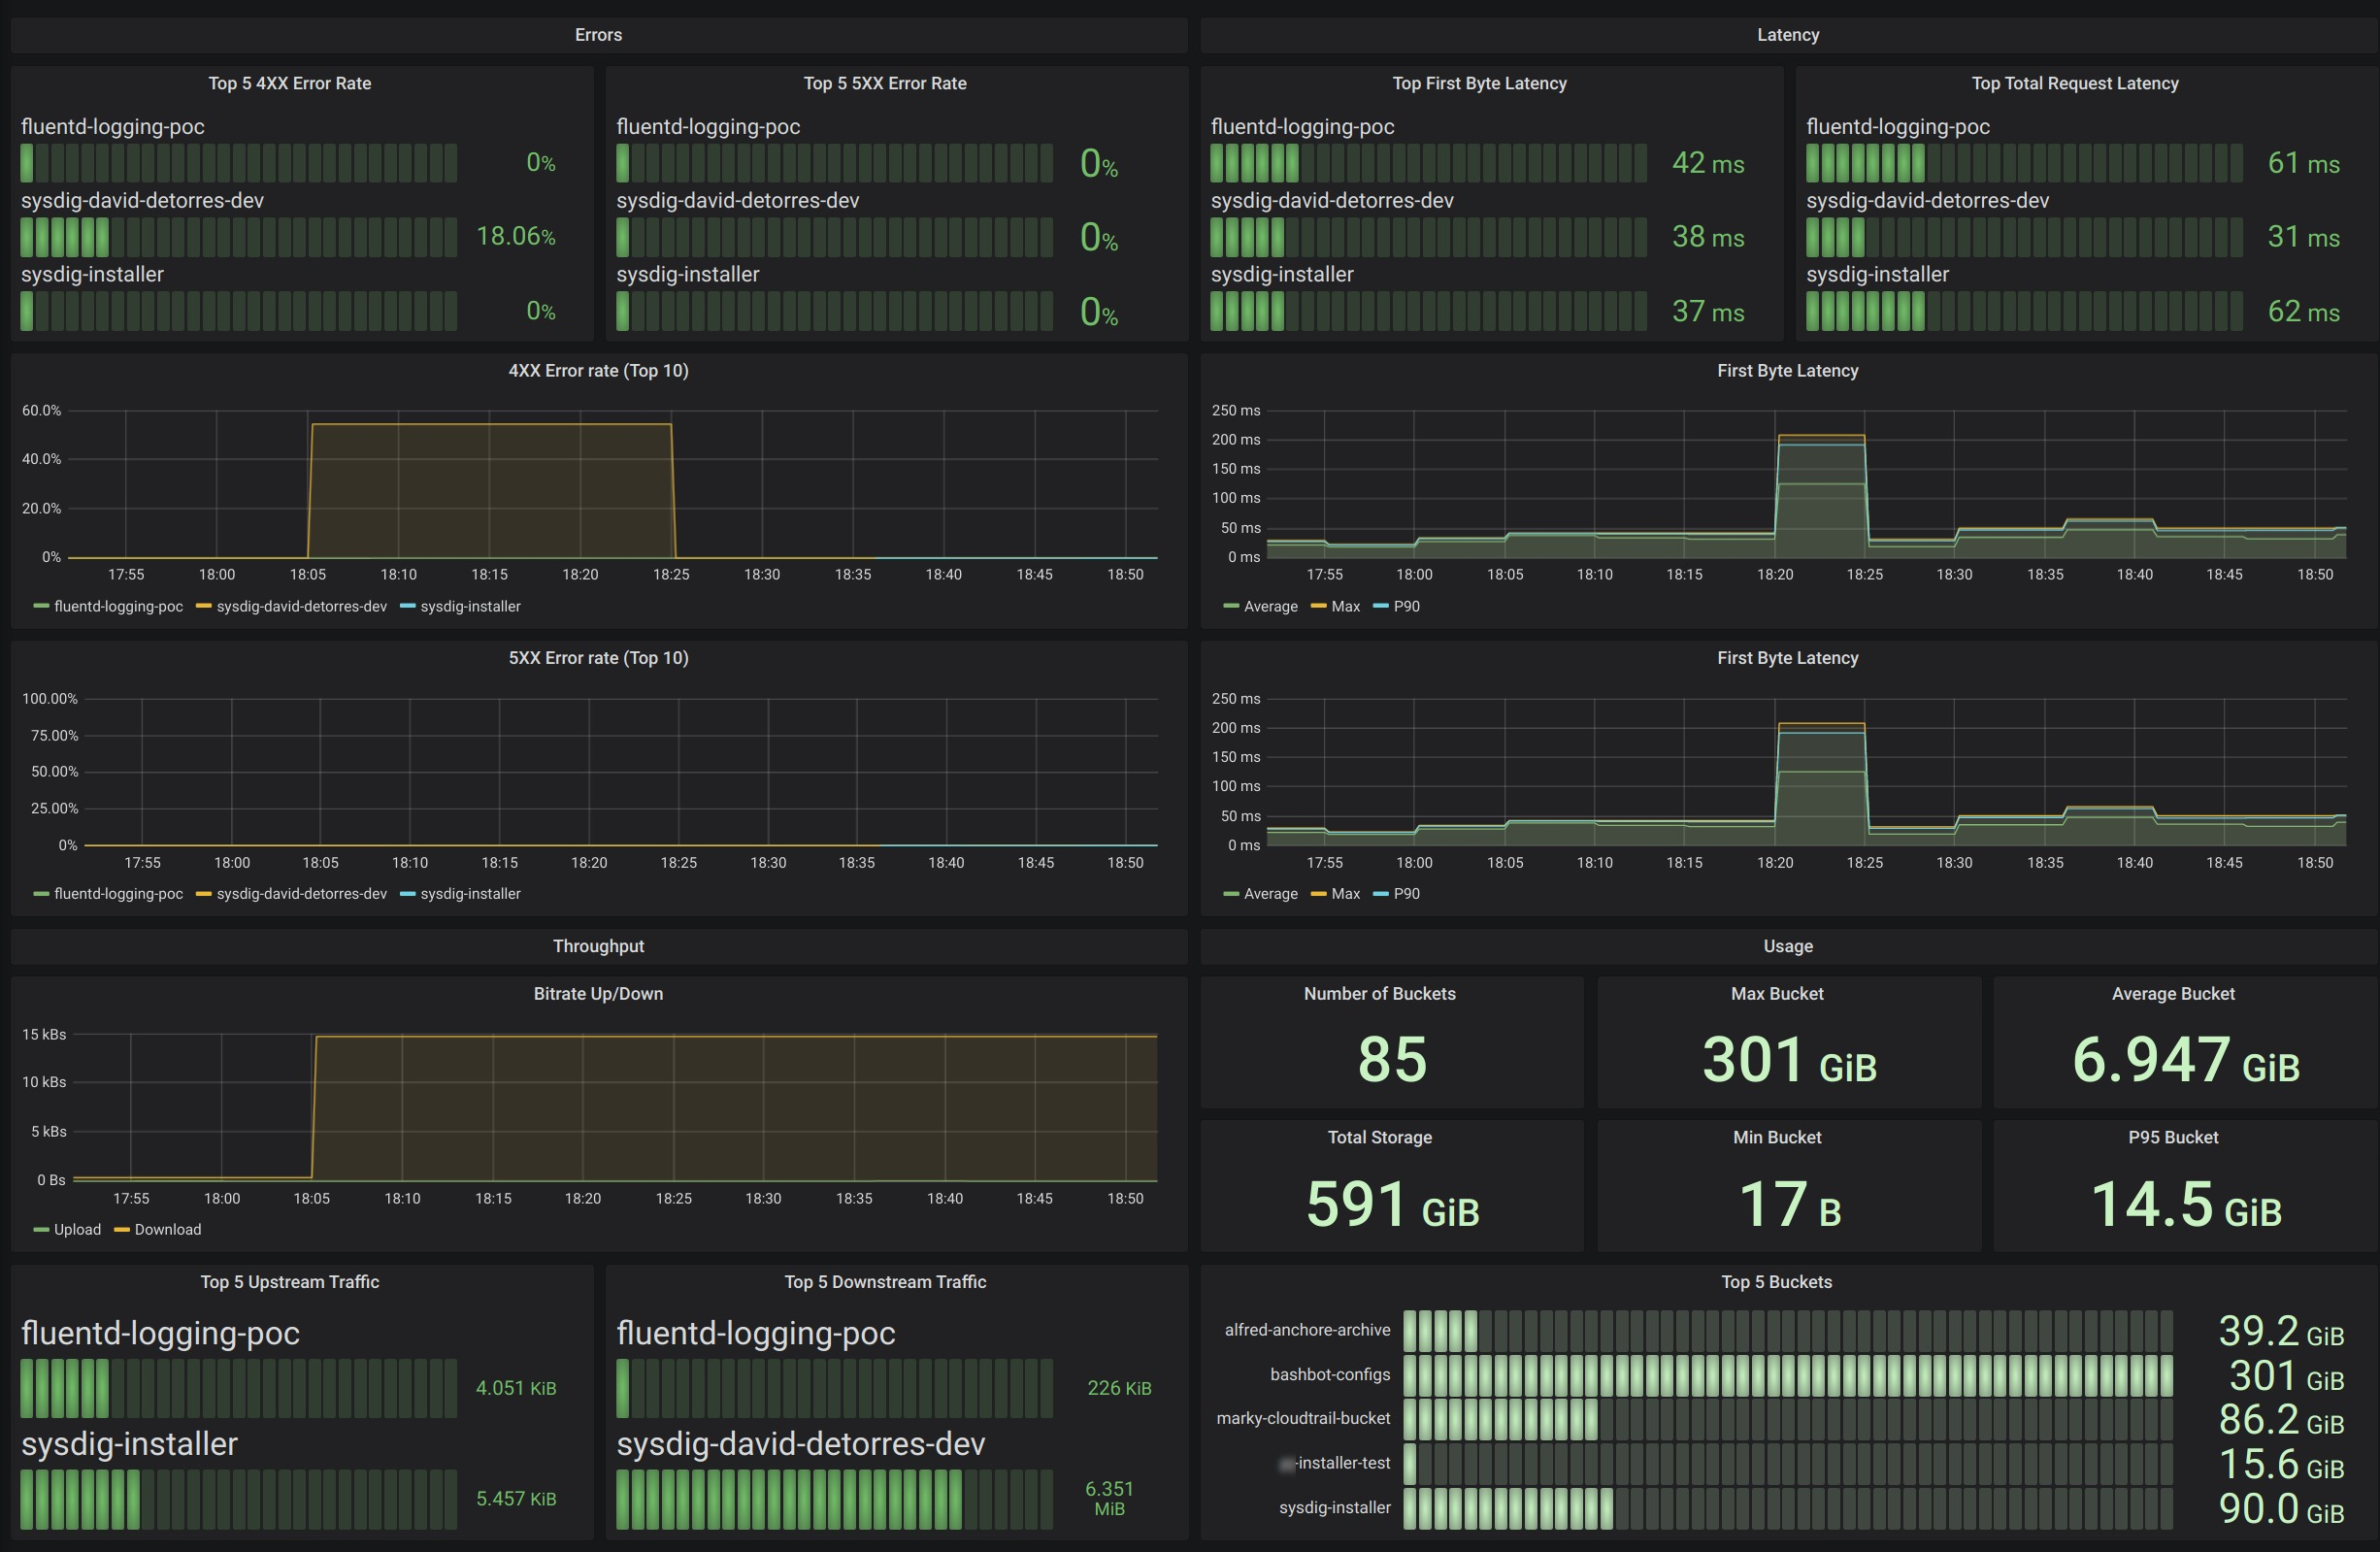 Errors
Top 5 4XX Error Rate
fluentd-logging-poc
0%
sysdig-david-detorres-dev
18.06%
sysdig-installer
0%
Top 5 5XX Error Rate
fluentd-logging-poc
0%
sysdig-david-detorres-dev
0%
sysdig-installer
0%
Latency
Top First Byte Latency
fluentd-logging-poc
42 ms
sysdig-david-detorres-dev
38 ms
sysdig-installer
37 ms
Top Total Request Latency
fluentd-logging-poc
61 ms
sysdig-david-detorres-dev
31 ms
sysdig-installer
62 ms
4XX Error rate (Top 10)
60.0%
40.0%
20.0%
0%
17:55 18:00 18:05 18:10 18:15 18:20 18:25 18:30 18:35 18:40 18:45 18:50
fluentd-logging-poc sysdig-david-detorres-dev sysdig-installer
First Byte Latency
250 ms
200 ms
150 ms
100 ms
50 ms
0 ms
17:55 18:00 18:05 18:10 18:15 18:20 18:25 18:30 18:35 18:40 18:45 18:50
Average Max P90
5XX Error rate (Top 10)
100.00%
75.00%
50.00%
25.00%
0%
17:55 18:00 18:05 18:10 18:15 18:20 18:25 18:30 18:35 18:40 18:45 18:50
fluentd-logging-poc sysdig-david-detorres-dev sysdig-installer
First Byte Latency
250 ms
200 ms
150 ms
100 ms
50 ms
0 ms
17:55 18:00 18:05 18:10 18:15 18:20 18:25 18:30 18:35 18:40 18:45 18:50
Average Max P90
Throughput
Bitrate Up/Down
15 kBs
10 kBs
5 kBs
0 Bs
17:55 18:00 18:05 18:10 18:15 18:20 18:25 18:30 18:35 18:40 18:45 18:50
Upload Download
Usage
Number of Buckets
85
Max Bucket
301 GiB
Average Bucket
6.947 GiB
Total Storage
591 GiB
Min Bucket
17 B
P95 Bucket
14.5 GiB
Top 5 Upstream Traffic
fluentd-logging-poc
4.051 KiB
sysdig-installer
5.457 KiB
Top 5 Downstream Traffic
fluentd-logging-poc
226 KiB
sysdig-david-detorres-dev
6.351
MiB
Top 5 Buckets
alfred-anchore-archive 39.2 GiB
bashbot-configs 301 GiB
marky-cloudtrail-bucket 86.2 GiB
-installer-test 15.6 GiB
sysdig-installer 90.0 GiB